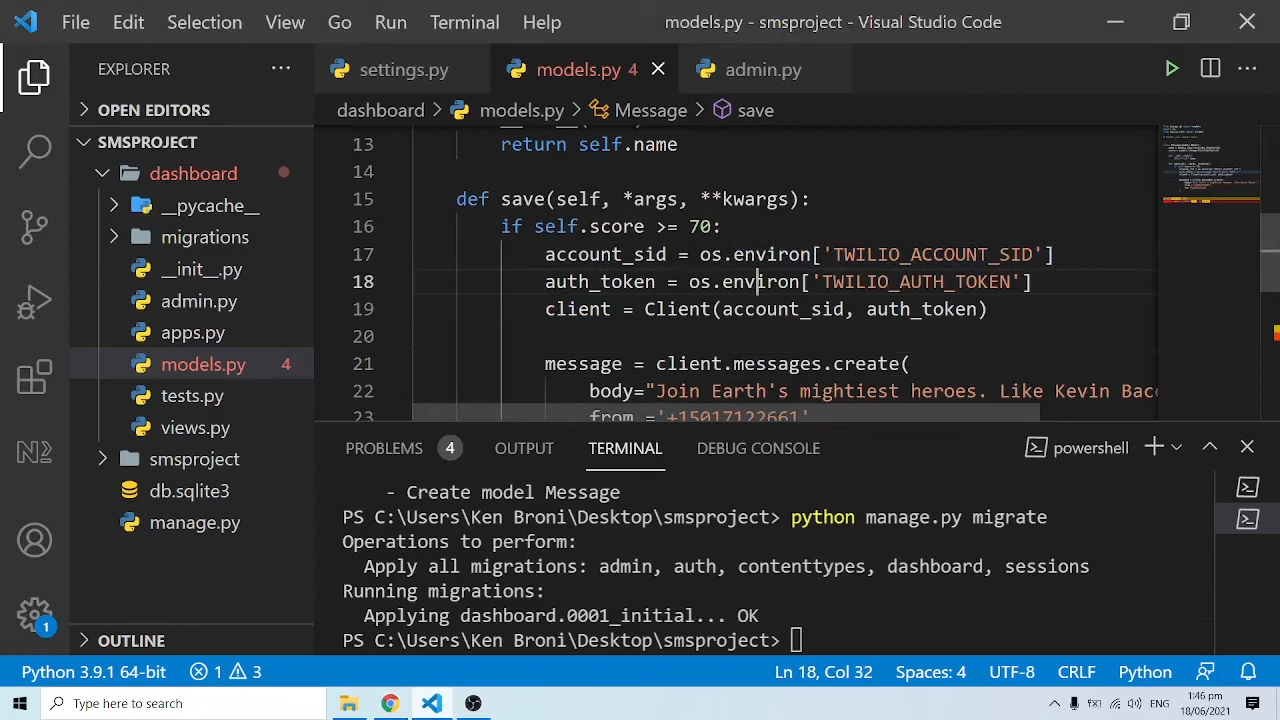 File Edit Selection View Go Run Terminal Help models.py - smsproject - Visual Studio Code
EXPLORER settings.py models.py 4 admin.py
OPEN EDITORS
dashboard models.py Message save
SMSPROJECT
dashboard
__pycache__
migrations
__init__.py
admin.py
apps.py
models.py 4
tests.py
views.py
smsproject
db.sqlite3
manage.py
OUTLINE
13 return self.name
14
15 def save(self, *args, **kwargs):
16 if self.score >= 70:
17 account_sid = os.environ['TWILIO_ACCOUNT_SID']
18 auth_token = os.environ['TWILIO_AUTH_TOKEN']
19 client = Client(account_sid, auth_token)
20
21 message = client.messages.create(
22 body="Join Earth's mightiest heroes. Like Kevin Bac
23 from_='+15017122661'
PROBLEMS 4 OUTPUT TERMINAL DEBUG CONSOLE powershell
- Create model Message
PS C:\Users\Ken Broni\Desktop\smsproject> python manage.py migrate
Operations to perform:
Apply all migrations: admin, auth, contenttypes, dashboard, sessions
Running migrations:
Applying dashboard.0001_initial... OK
PS C:\Users\Ken Broni\Desktop\smsproject>
1
Python 3.9.1 64-bit 1 3 Ln 18, Col 32 Spaces: 4 UTF-8 CRLF Python
Type here to search ENG 1:46 pm
18/06/2021